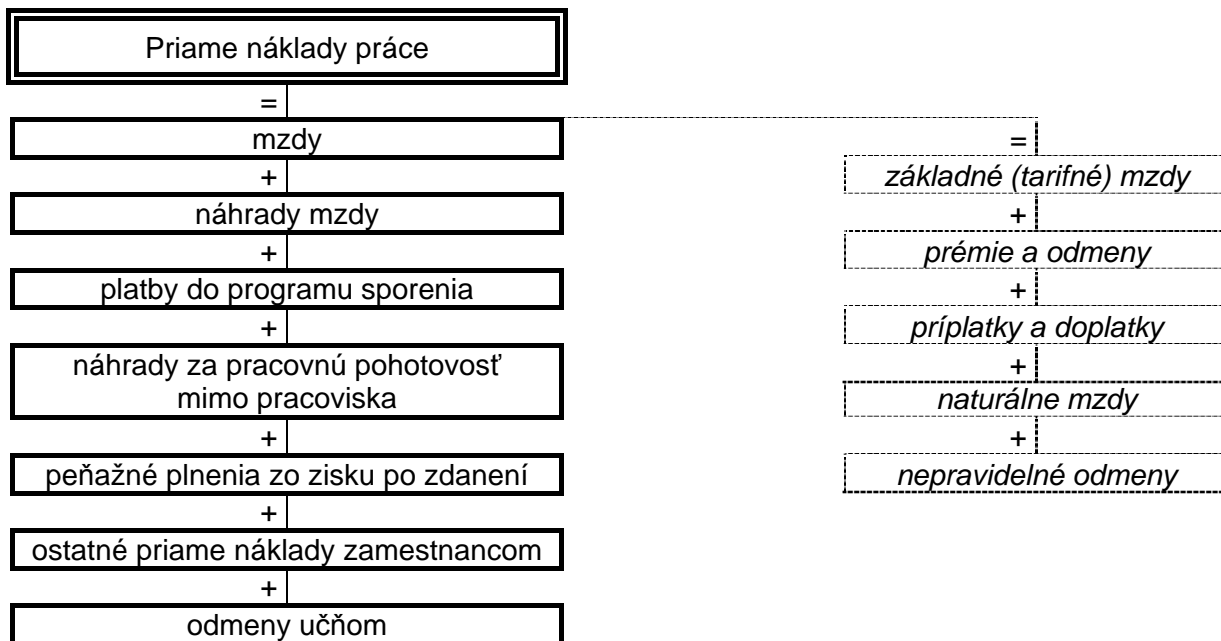 Priame náklady práce
=
mzdy
+
náhrady mzdy
+
platby do programu sporenia
+
náhrady za pracovnú pohotovosť
mimo pracoviska
+
peňažné plnenia zo zisku po zdanení
+
ostatné priame náklady zamestnancom
+
odmeny učňom
=
základné (tarifné) mzdy
+
prémie a odmeny
+
príplatky a doplatky
+
naturálne mzdy
+
nepravidelné odmeny